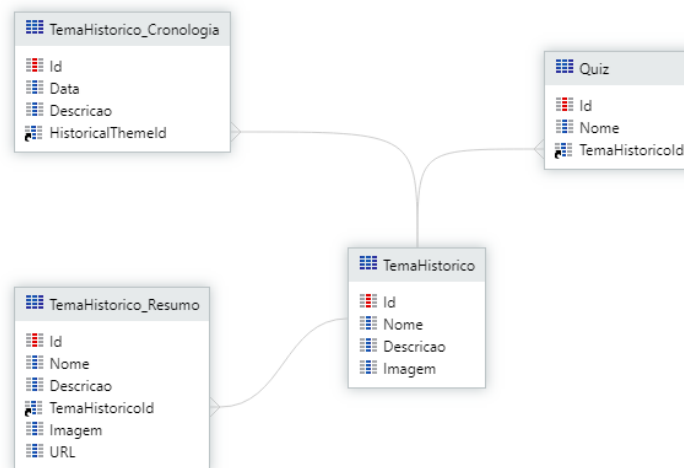 TemaHistorico_Cronologia
Id
Data
Descricao
HistoricalThemeId
Quiz
Id
Nome
TemaHistoricoId
TemaHistorico
Id
Nome
Descricao
Imagem
TemaHistorico_Resumo
Id
Nome
Descricao
TemaHistoricoId
Imagem
URL